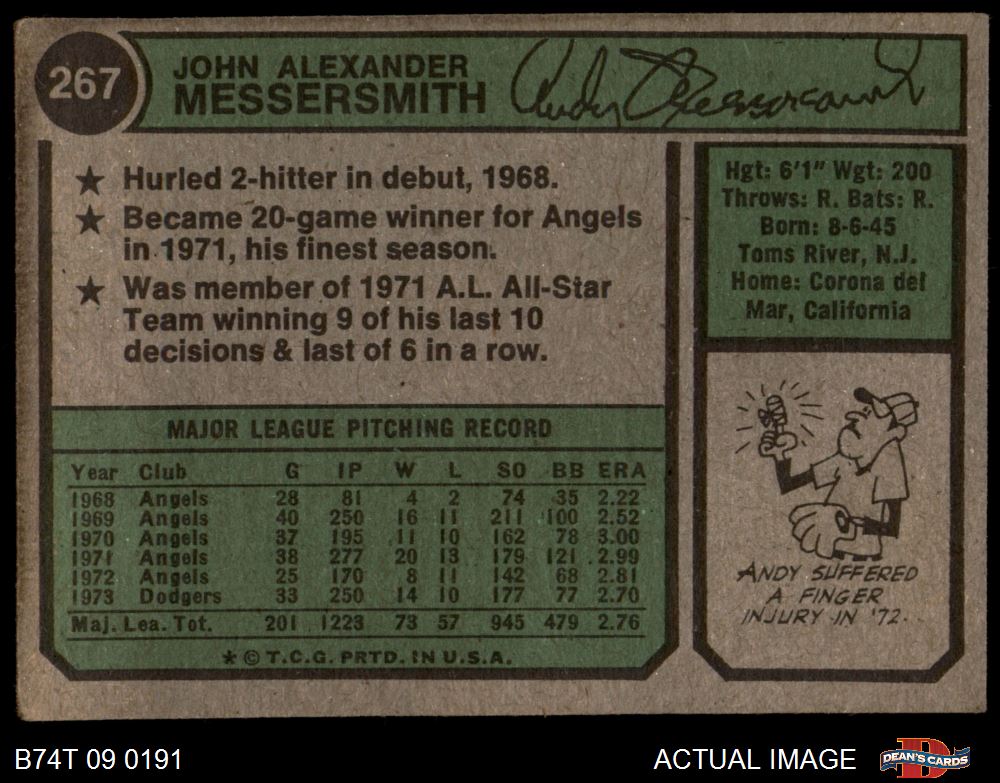 267
JOHN ALEXANDER
MESSERSMITH
Andy Messersmith
★ Hurled 2-hitter in debut, 1968.
★ Became 20-game winner for Angels
in 1971, his finest season.
★ Was member of 1971 A.L. All-Star
Team winning 9 of his last 10
decisions & last of 6 in a row.
Hgt: 6'1" Wgt: 200
Throws: R. Bats: R.
Born: 8-6-45
Toms River, N.J.
Home: Corona del
Mar, California
MAJOR LEAGUE PITCHING RECORD
Year Club G IP W L SO BB ERA
1968 Angels 28 81 4 2 74 35 2.22
1969 Angels 40 250 16 11 211 100 2.52
1970 Angels 37 195 11 10 162 78 3.00
1971 Angels 38 277 20 13 179 121 2.99
1972 Angels 25 170 8 11 142 68 2.81
1973 Dodgers 33 250 14 10 177 77 2.70
Maj. Lea. Tot. 201 1223 73 57 945 479 2.76
★ © T.C.G. PRTD. IN U.S.A.
ANDY SUFFERED
A FINGER
INJURY IN '72.
B74T 09 0191
ACTUAL IMAGE
DEAN'S CARDS